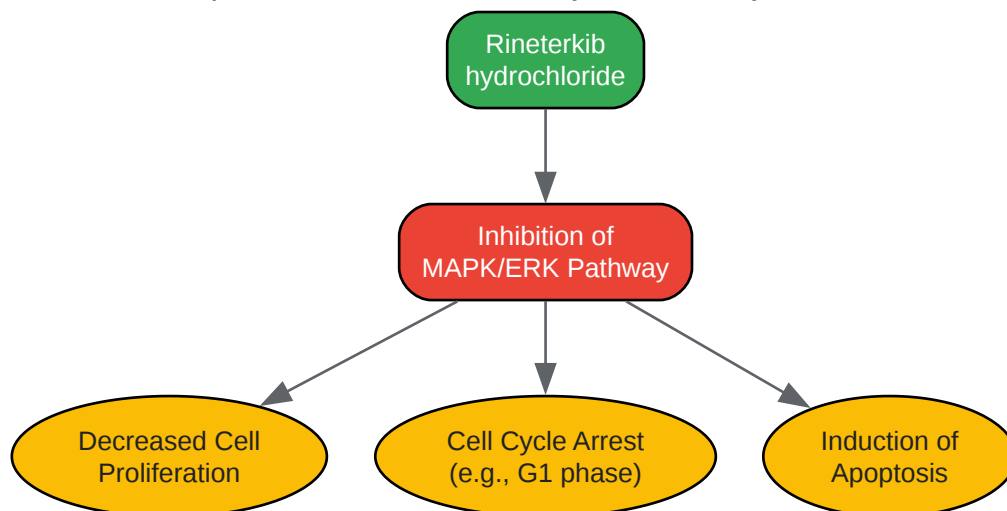 Rineterkib
hydrochloride
Inhibition of
MAPK/ERK Pathway
Decreased Cell
Proliferation
Cell Cycle Arrest
(e.g., G1 phase)
Induction of
Apoptosis